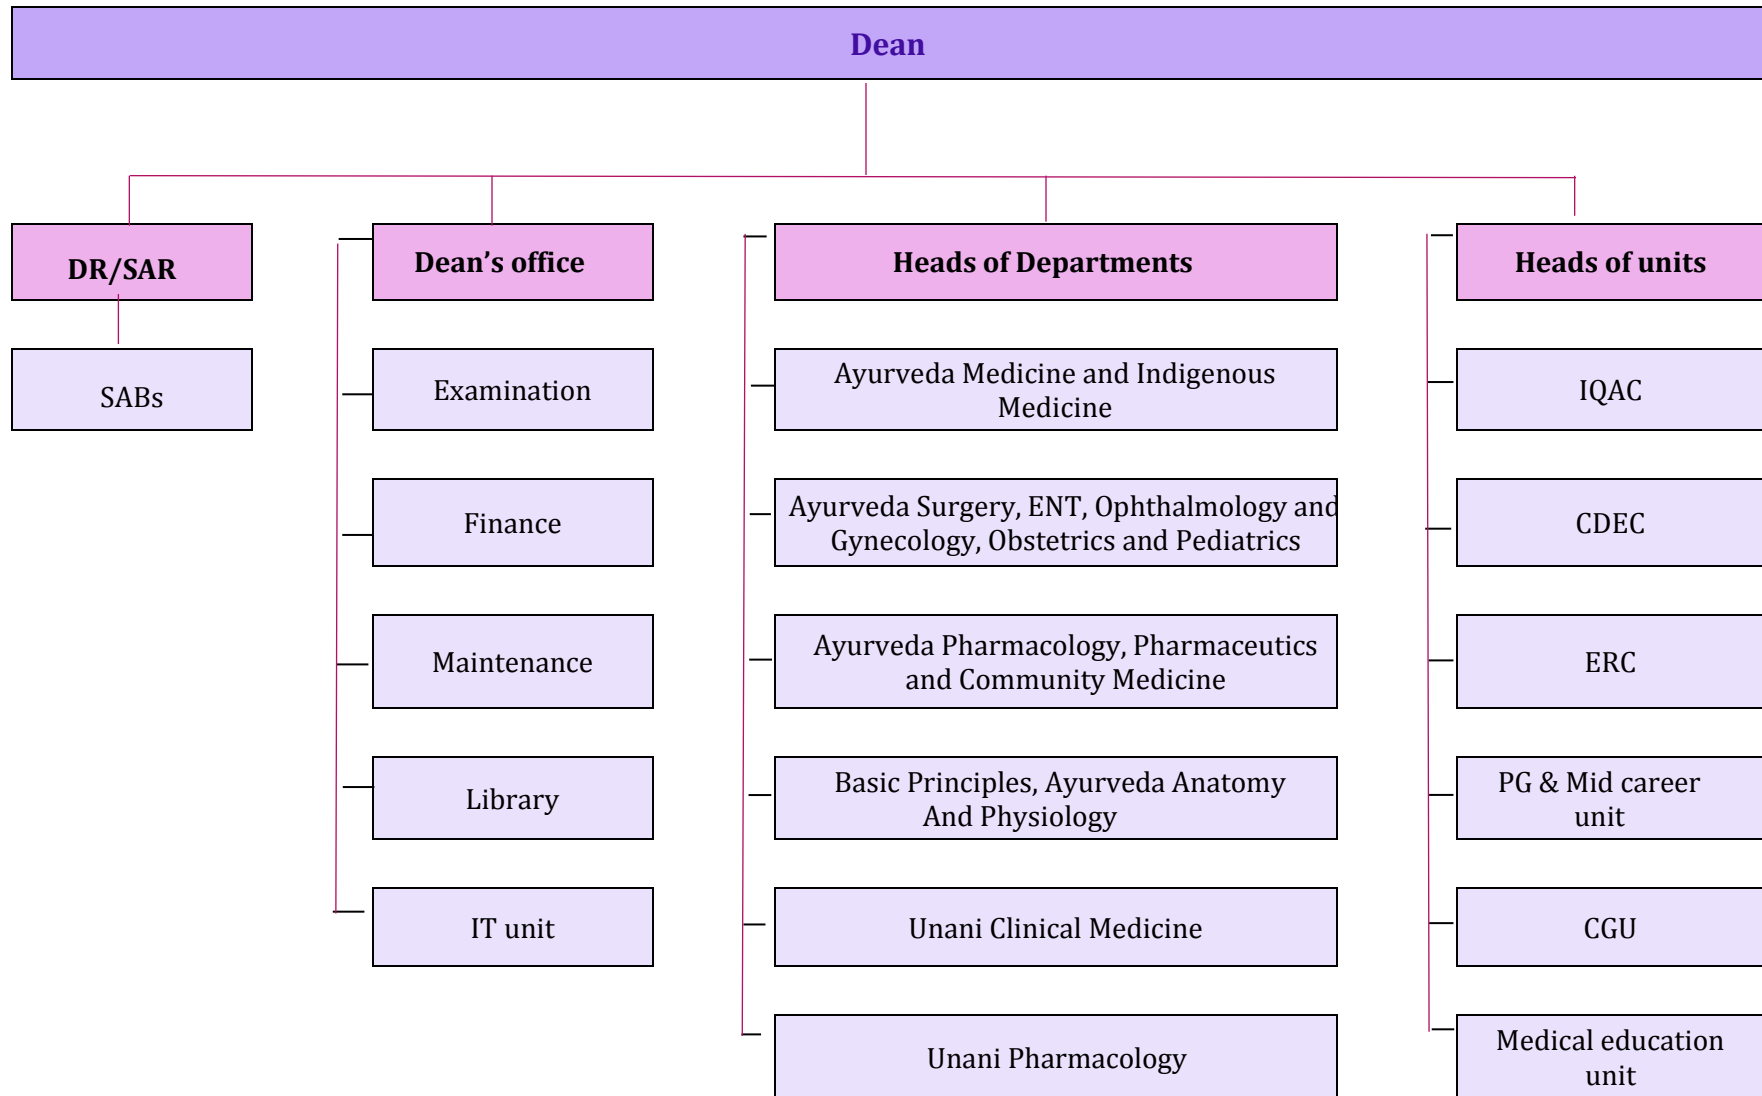 Dean
DR/SAR
Dean’s office
Heads of Departments
Heads of units
SABs
Examination
Ayurveda Medicine and Indigenous
Medicine
IQAC
Finance
Ayurveda Surgery, ENT, Ophthalmology and
Gynecology, Obstetrics and Pediatrics
CDEC
Maintenance
Ayurveda Pharmacology, Pharmaceutics
and Community Medicine
ERC
Library
Basic Principles, Ayurveda Anatomy
And Physiology
PG & Mid career
unit
IT unit
Unani Clinical Medicine
CGU
Unani Pharmacology
Medical education
unit